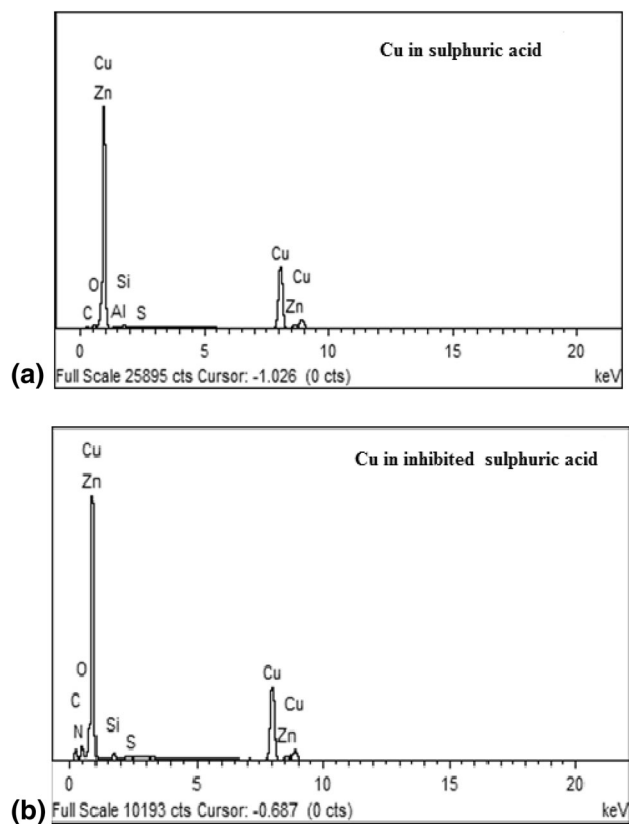 Cu in sulphuric acid
Cu
Zn
O Si
C Al S
Cu
Cu
Zn
0 5 10 15 20
(a) Full Scale 25895 cts Cursor: -1.026 (0 cts) keV
Cu in inhibited sulphuric acid
Cu
Zn
O
C
N Si S
Cu
Cu
Zn
0 5 10 15 20
(b) Full Scale 10193 cts Cursor: -0.687 (0 cts) keV